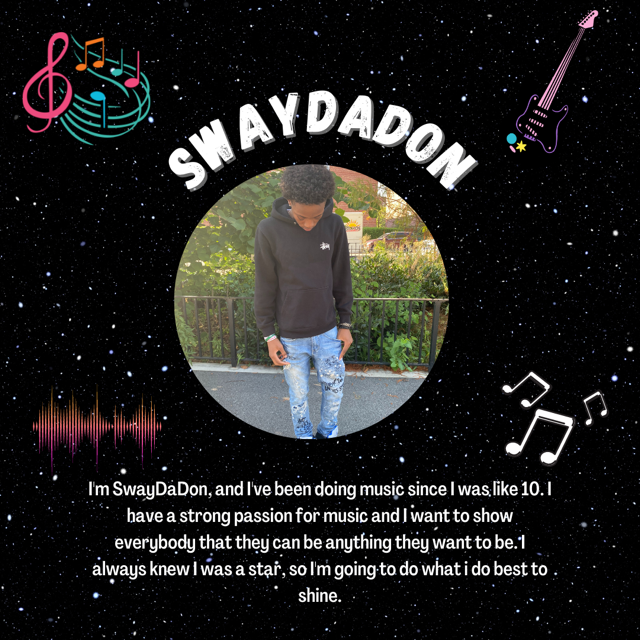 SWAYDADON
Stüssy
I'm SwayDaDon, and I've been doing music since I was like 10. I
have a strong passion for music and I want to show
everybody that they can be anything they want to be. I
always knew I was a star, so I'm going to do what i do best to
shine.